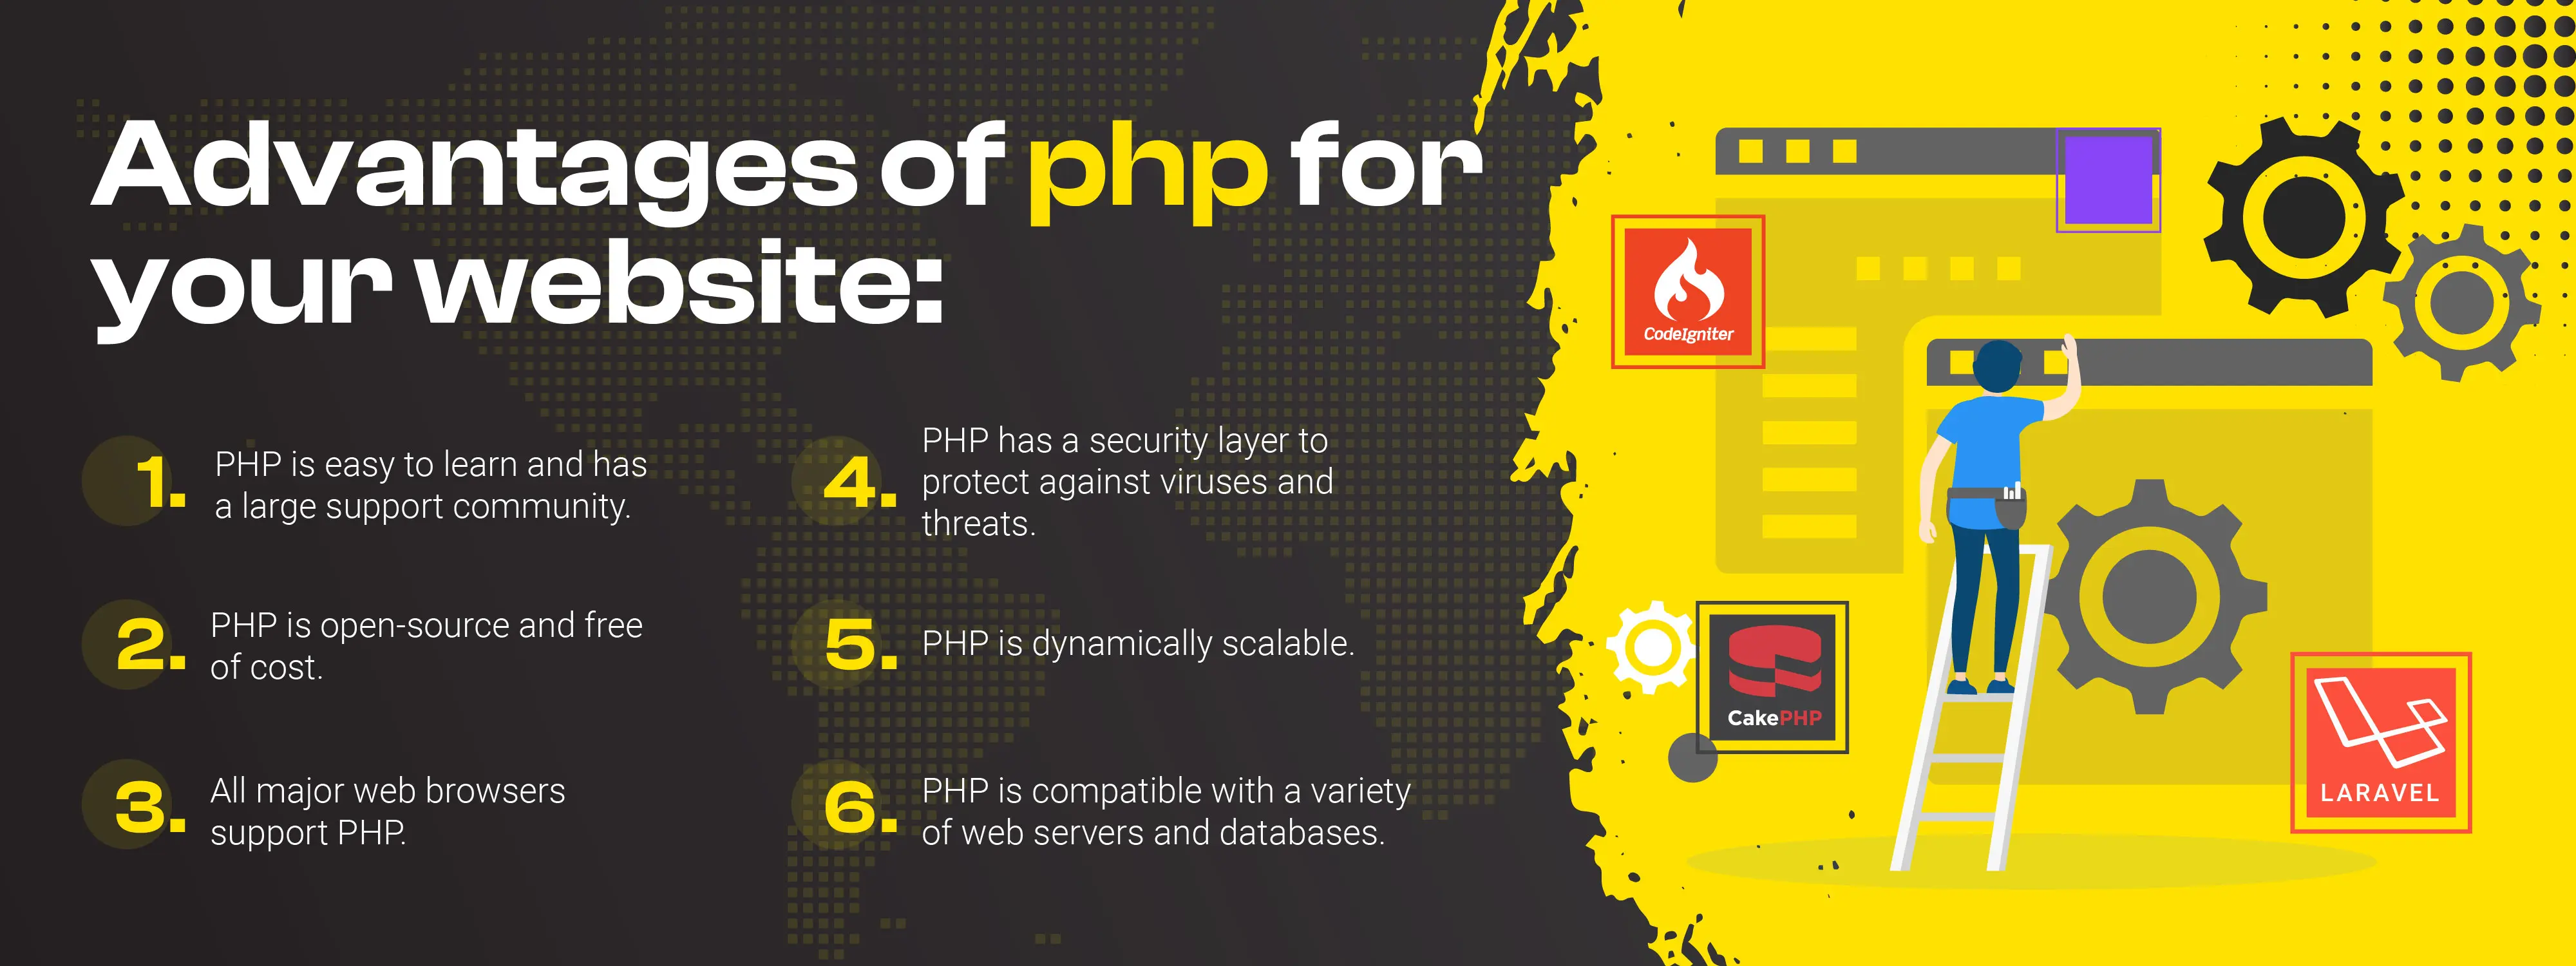 Advantages of php for
your website:
1. PHP is easy to learn and has
a large support community.
2. PHP is open-source and free
of cost.
3. All major web browsers
support PHP.
4. PHP has a security layer to
protect against viruses and
threats.
5. PHP is dynamically scalable.
6. PHP is compatible with a variety
of web servers and databases.
CodeIgniter
CakePHP
LARAVEL